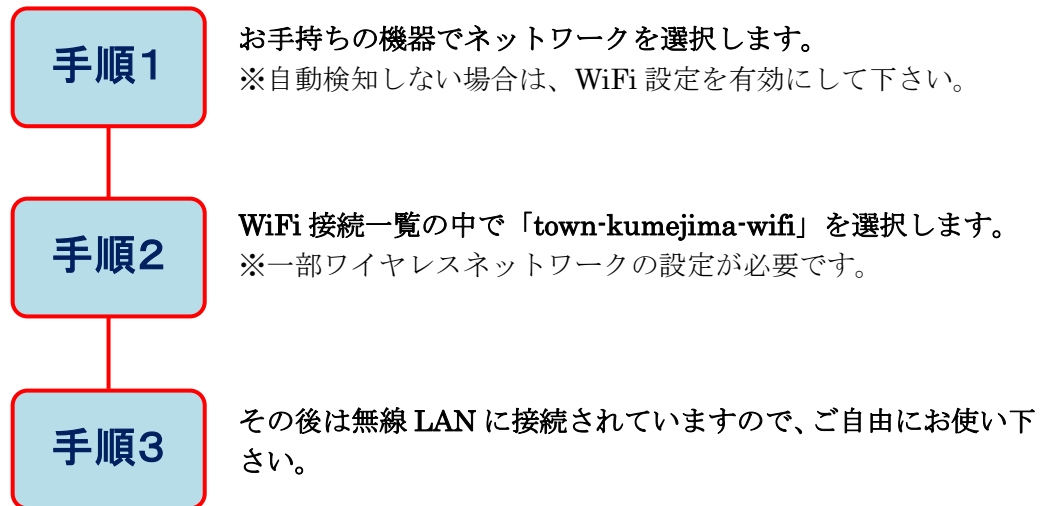 手順1
お手持ちの機器でネットワークを選択します。
※自動検知しない場合は、WiFi 設定を有効にして下さい。
手順2
WiFi 接続一覧の中で「town-kumejima-wifi」を選択します。
※一部ワイヤレスネットワークの設定が必要です。
手順3
その後は無線 LAN に接続されていますので、ご自由にお使い下
さい。